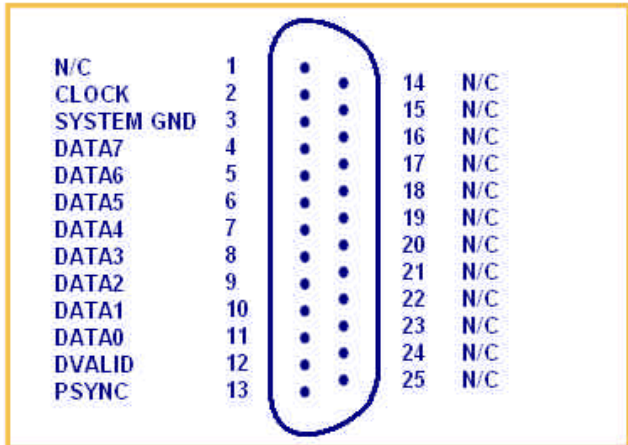 N/C 1
14 N/C
CLOCK 2
15 N/C
SYSTEM GND 3
16 N/C
DATA7 4
17 N/C
DATA6 5
18 N/C
DATA5 6
19 N/C
DATA4 7
20 N/C
DATA3 8
21 N/C
DATA2 9
22 N/C
DATA1 10
23 N/C
DATA0 11
24 N/C
DVALID 12
25 N/C
PSYNC 13